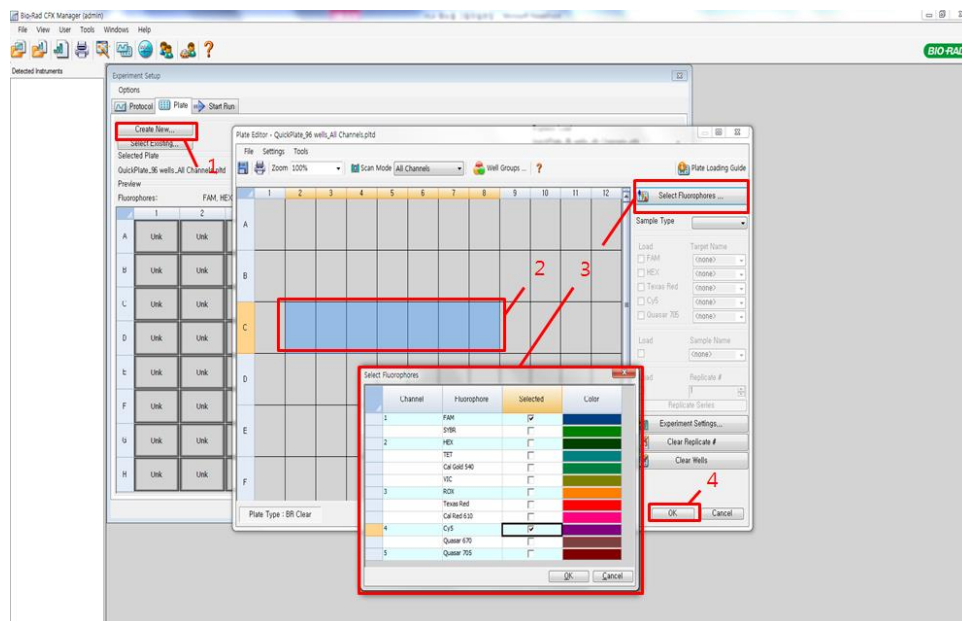 Bio-Rad CFX Manager (admin)
File View User Tools Windows Help
BIO-RAD
Detected Instruments
Experiment Setup
Options
Protocol Plate Start Run
Create New...
Select Existing...
1
Selected Plate
QuickPlate_96 wells_All Channels.pltd
Preview
Fluorophores: FAM, HEX
1 2
A Unk Unk
B Unk Unk
C Unk Unk
D Unk Unk
E Unk Unk
F Unk Unk
G Unk Unk
H Unk Unk
Plate Editor - QuickPlate_96 wells_All Channels.pltd
File Settings Tools
Zoom 100% Scan Mode All Channels Well Groups ... ? Plate Loading Guide
1 2 3 4 5 6 7 8 9 10 11 12
A
B
C
D
E
F
2
3
Plate Type : BR Clear
Select Fluorophores ...
Sample Type
Load Target Name
FAM <none>
HEX <none>
Texas Red <none>
Cy5 <none>
Quasar 705 <none>
Load Sample Name
<none>
Replicate #
1
Replicate Series
Experiment Settings...
Clear Replicate #
Clear Wells
4
OK Cancel
Select Fluorophores
Channel Fluorophore Selected Color
1 FAM
SYBR
2 HEX
TET
Cal Gold 540
VIC
3 ROX
Texas Red
Cal Red 610
4 Cy5
Quasar 670
5 Quasar 705
OK Cancel